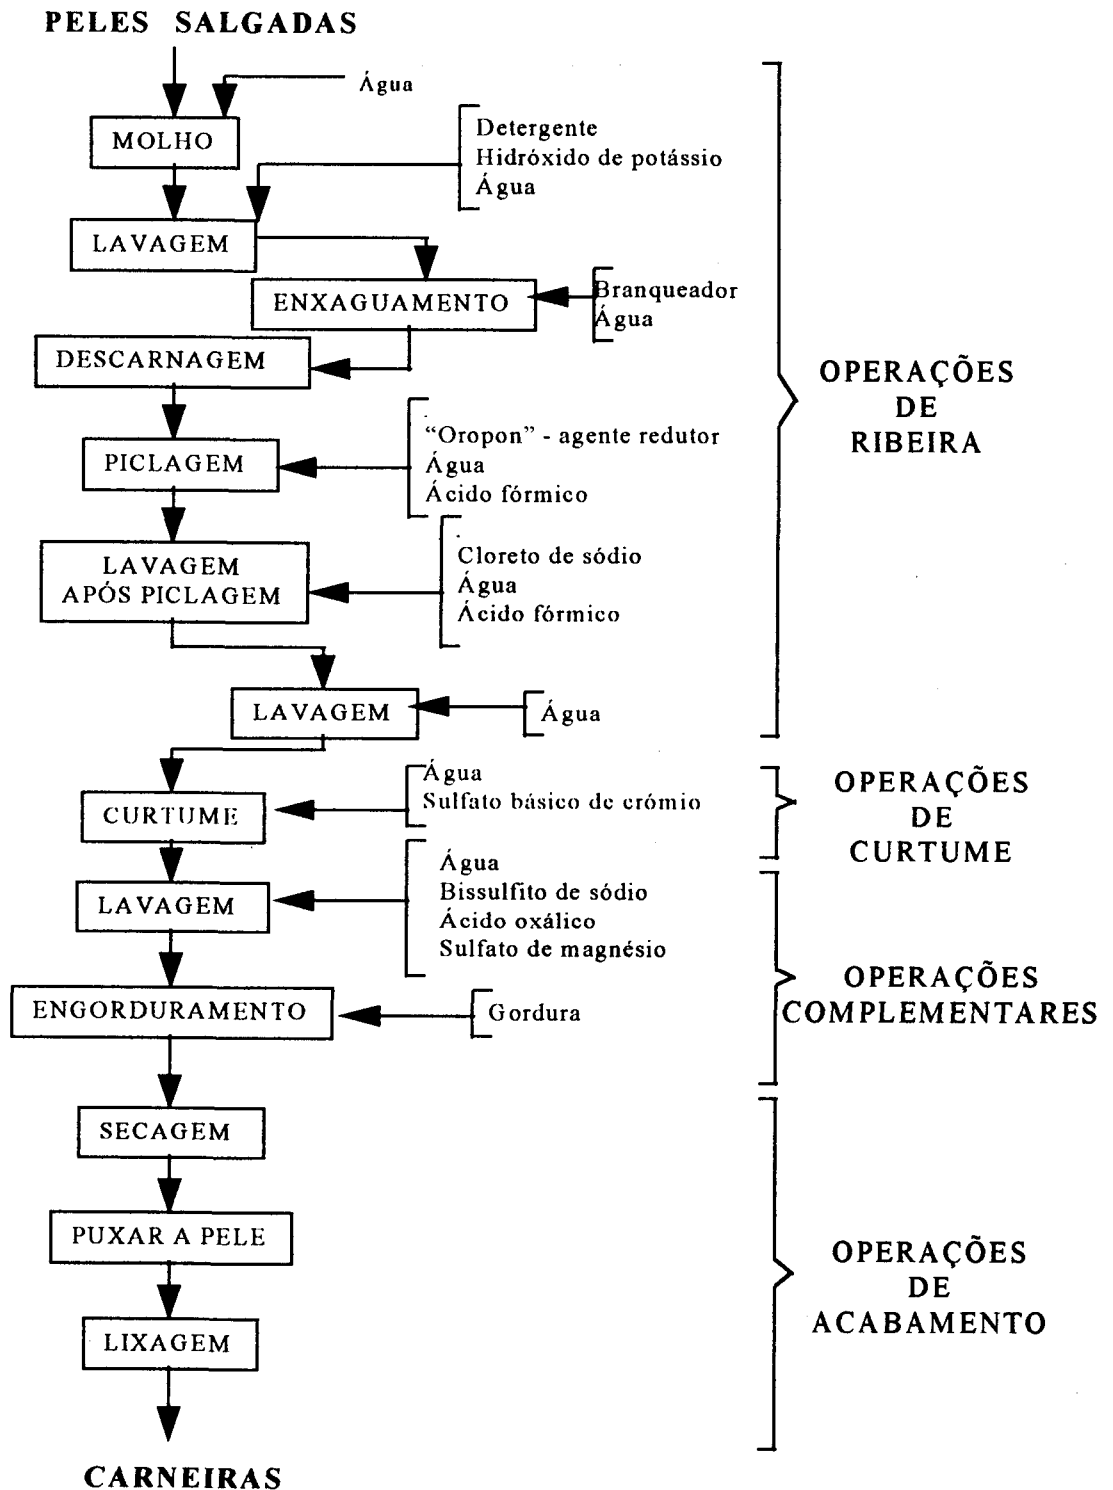 PELES SALGADAS
Água
MOLHO
Detergente
Hidróxido de potássio
Água
LAVAGEM
ENXAGUAMENTO
Branqueador
Água
DESCARNAGEM
PICLAGEM
“Oropon” - agente redutor
Água
Ácido fórmico
LAVAGEM
APÓS PICLAGEM
Cloreto de sódio
Água
Ácido fórmico
LAVAGEM
Água
OPERAÇÕES
DE
RIBEIRA
CURTUME
Água
Sulfato básico de crómio
OPERAÇÕES
DE
CURTUME
LAVAGEM
Água
Bissulfito de sódio
Ácido oxálico
Sulfato de magnésio
ENGORDURAMENTO
Gordura
OPERAÇÕES
COMPLEMENTARES
SECAGEM
PUXAR A PELE
LIXAGEM
OPERAÇÕES
DE
ACABAMENTO
CARNEIRAS